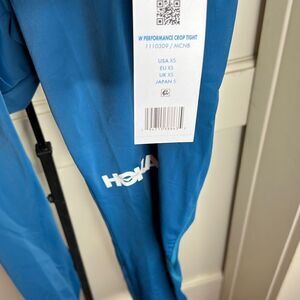 W PERFORMANCE CROP TIGHT
1110309 / MCNB
USA XS
EU XS
UK XS
JAPAN S
HOKA